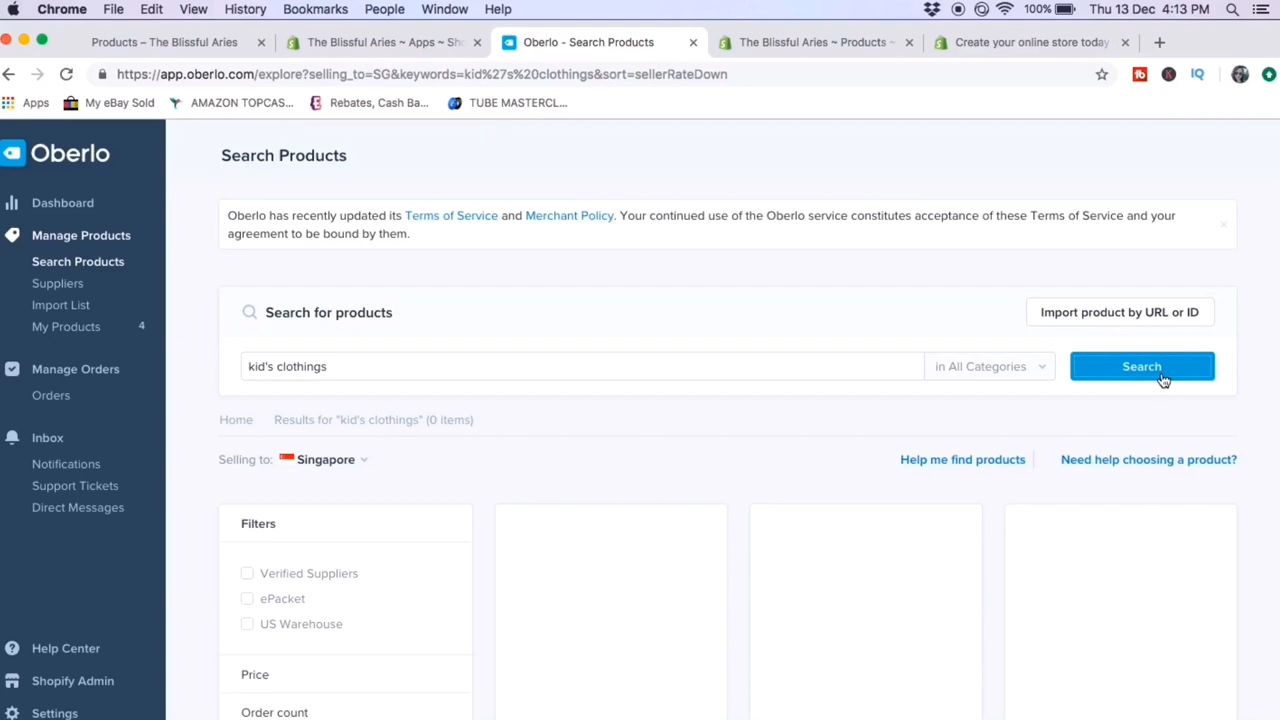 Chrome File Edit View History Bookmarks People Window Help 100% Thu 13 Dec 4:13 PM
Products – The Blissful Aries
The Blissful Aries ~ Apps ~ Sho
Oberlo - Search Products
The Blissful Aries ~ Products ~
Create your online store today
https://app.oberlo.com/explore?selling_to=SG&keywords=kid%27s%20clothings&sort=sellerRateDown
Apps My eBay Sold AMAZON TOPCAS... Rebates, Cash Ba... TUBE MASTERCL...
Oberlo
Dashboard
Manage Products
Search Products
Suppliers
Import List
My Products 4
Manage Orders
Orders
Inbox
Notifications
Support Tickets
Direct Messages
Help Center
Shopify Admin
Settings
Search Products
Oberlo has recently updated its Terms of Service and Merchant Policy. Your continued use of the Oberlo service constitutes acceptance of these Terms of Service and your
agreement to be bound by them.
Search for products
Import product by URL or ID
kid's clothings
in All Categories
Search
Home Results for "kid's clothings" (0 items)
Selling to: Singapore
Help me find products
Need help choosing a product?
Filters
Verified Suppliers
ePacket
US Warehouse
Price
Order count